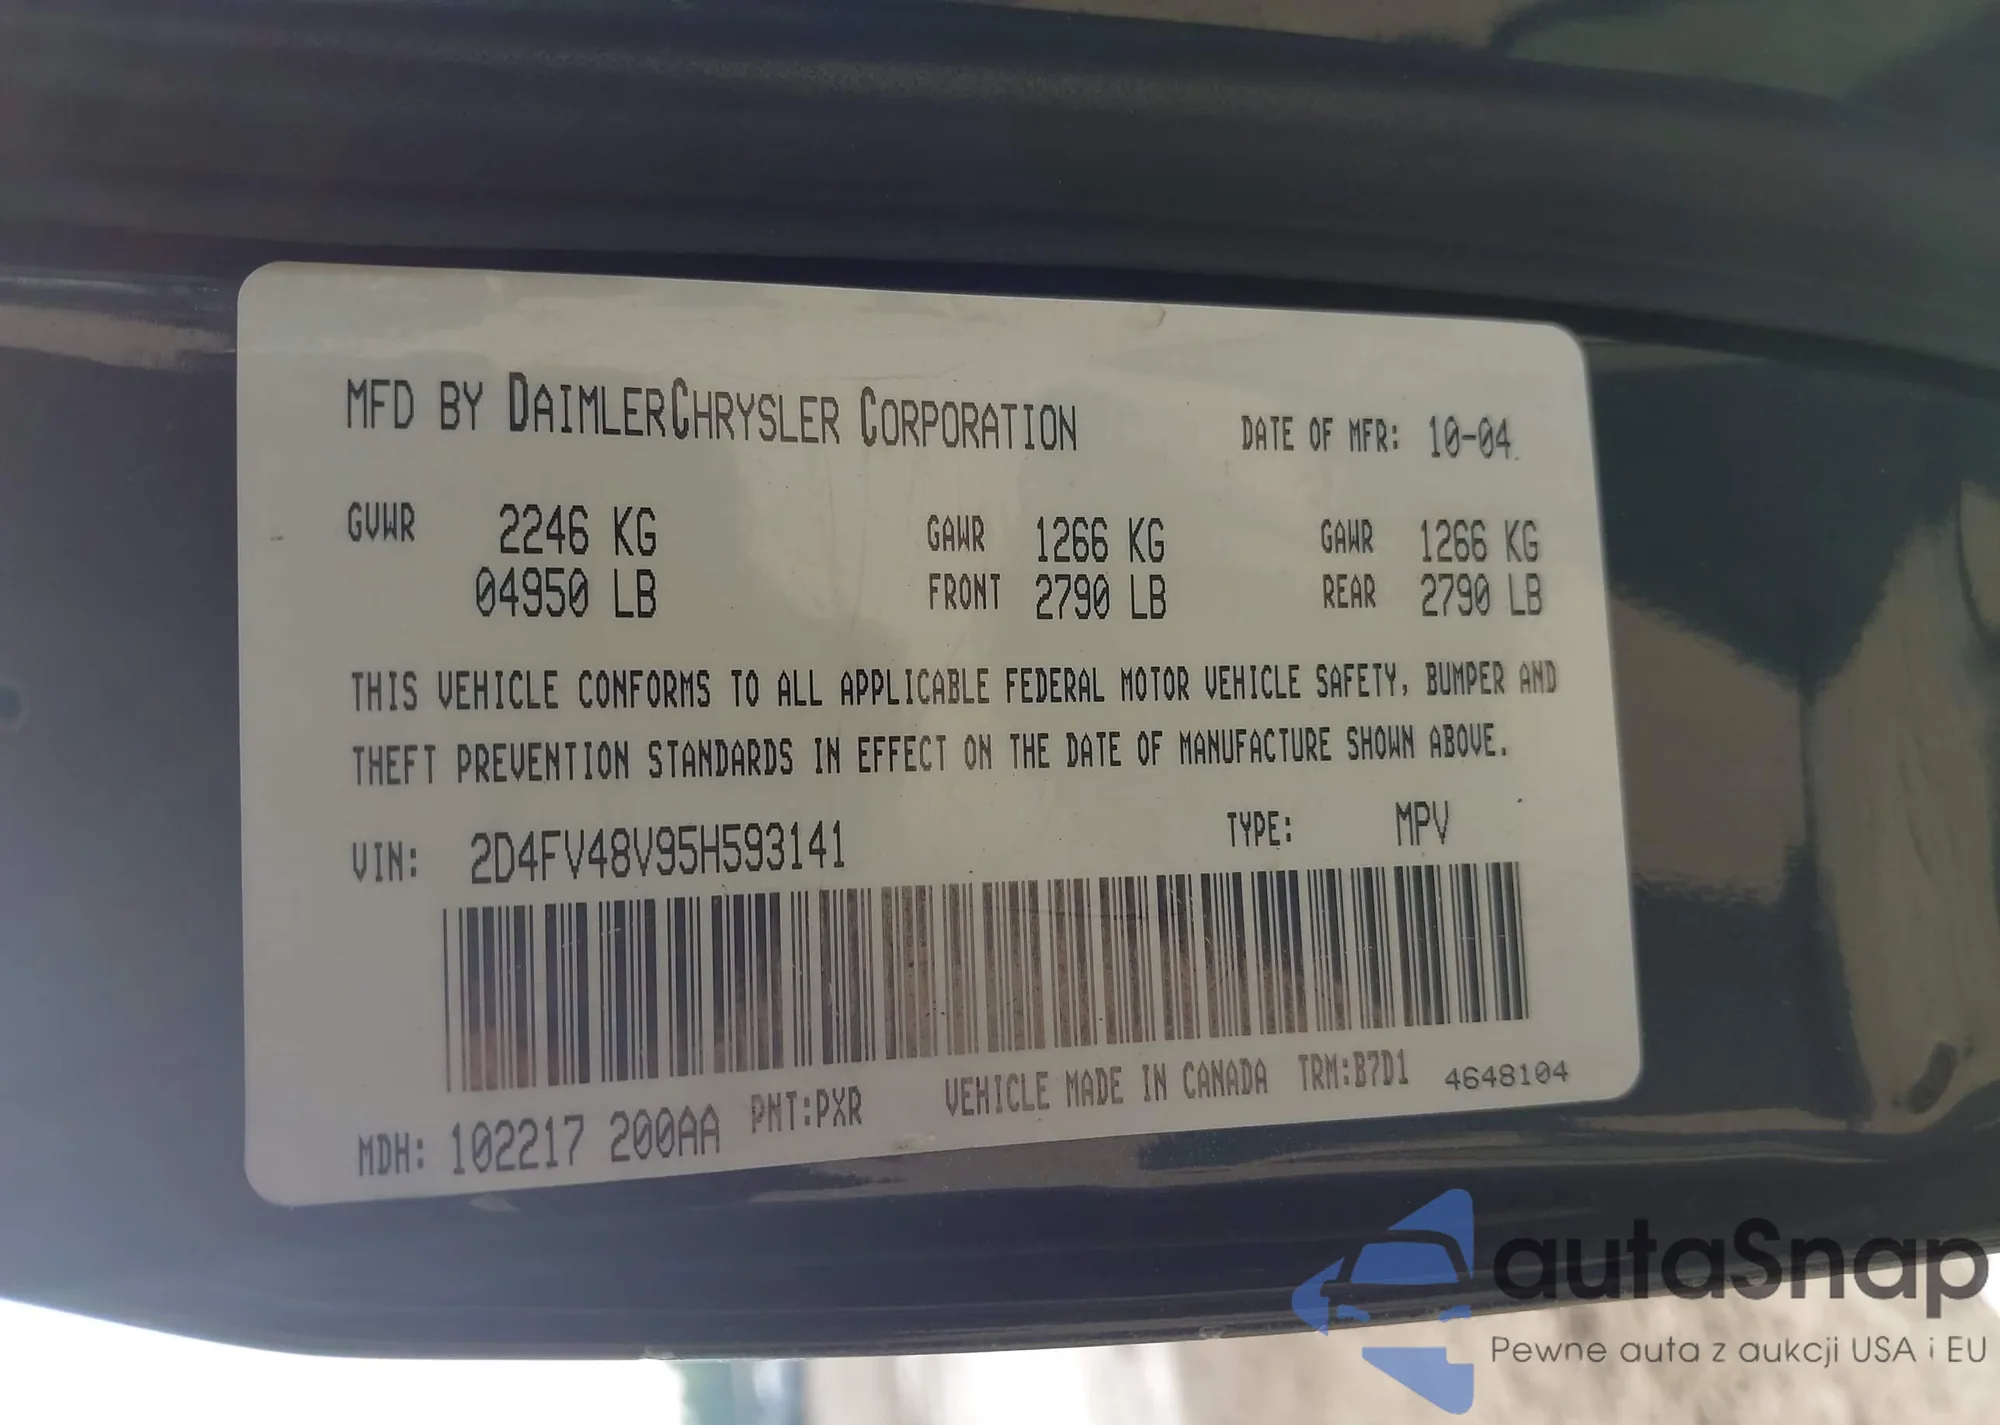 MFD BY DAIMLERCHRYSLER CORPORATION DATE OF MFR: 10-04
GVWR 2246 KG GAWR 1266 KG GAWR 1266 KG
04950 LB FRONT 2790 LB REAR 2790 LB
THIS VEHICLE CONFORMS TO ALL APPLICABLE FEDERAL MOTOR VEHICLE SAFETY, BUMPER AND
THEFT PREVENTION STANDARDS IN EFFECT ON THE DATE OF MANUFACTURE SHOWN ABOVE.
VIN: 2D4FV48V95H593141 TYPE: MPV
MDH: 102217 200AA PNT:PXR VEHICLE MADE IN CANADA TRM:B7D1 4648104
autaSnap
Pewne auta z aukcji USA i EU